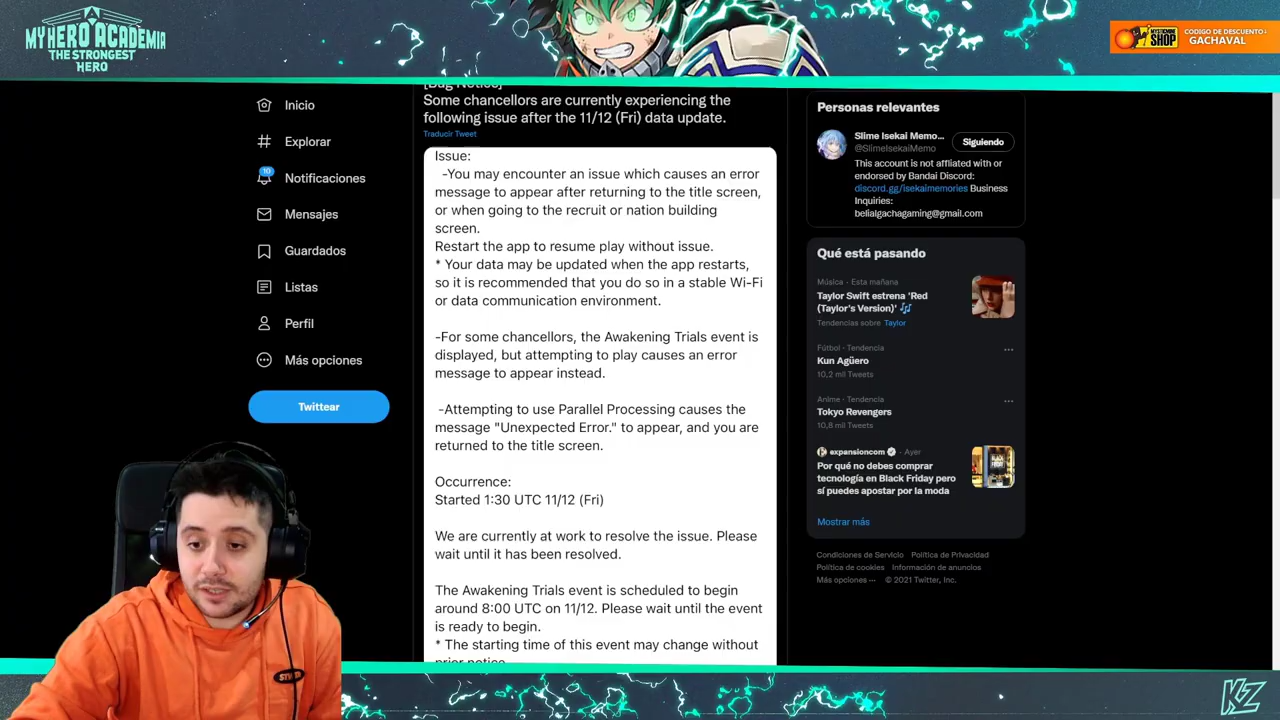 MY HERO ACADEMIA
THE STRONGEST
HERO
MYSTICBOX
SHOP
CODIGO DE DESCUENTO↓
GACHAVAL
Inicio
Explorar
10
Notificaciones
Mensajes
Guardados
Listas
Perfil
Más opciones
Twittear
[Bug Notice]
Some chancellors are currently experiencing the
following issue after the 11/12 (Fri) data update.
Traducir Tweet
Issue:
-You may encounter an issue which causes an error
message to appear after returning to the title screen,
or when going to the recruit or nation building
screen.
Restart the app to resume play without issue.
* Your data may be updated when the app restarts,
so it is recommended that you do so in a stable Wi-Fi
or data communication environment.
-For some chancellors, the Awakening Trials event is
displayed, but attempting to play causes an error
message to appear instead.
-Attempting to use Parallel Processing causes the
message "Unexpected Error." to appear, and you are
returned to the title screen.
Occurrence:
Started 1:30 UTC 11/12 (Fri)
We are currently at work to resolve the issue. Please
wait until it has been resolved.
The Awakening Trials event is scheduled to begin
around 8:00 UTC on 11/12. Please wait until the event
is ready to begin.
* The starting time of this event may change without
prior notice.
Personas relevantes
Slime Isekai Memo...
@SlimeIsekaiMemo
Siguiendo
This account is not affliated with or
endorsed by Bandai Discord:
discord.gg/isekaimemories Business
Inquiries:
belialgachagaming@gmail.com
Qué está pasando
Música · Esta mañana
Taylor Swift estrena 'Red
(Taylor's Version)' 🎶
Tendencias sobre Taylor
Fútbol · Tendencia
Kun Agüero
10,2 mil Tweets
Anime · Tendencia
Tokyo Revengers
10,8 mil Tweets
expansioncom · Ayer
Por qué no debes comprar
tecnología en Black Friday pero
sí puedes apostar por la moda
Mostrar más
Condiciones de Servicio Política de Privacidad
Política de cookies Información de anuncios
Más opciones ··· © 2021 Twitter, Inc.
KZ